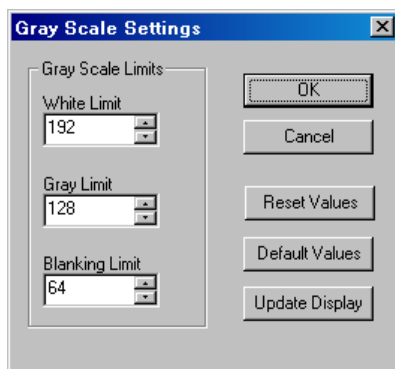 Gray Scale Settings
Gray Scale Limits
White Limit
192
Gray Limit
128
Blanking Limit
64
OK
Cancel
Reset Values
Default Values
Update Display